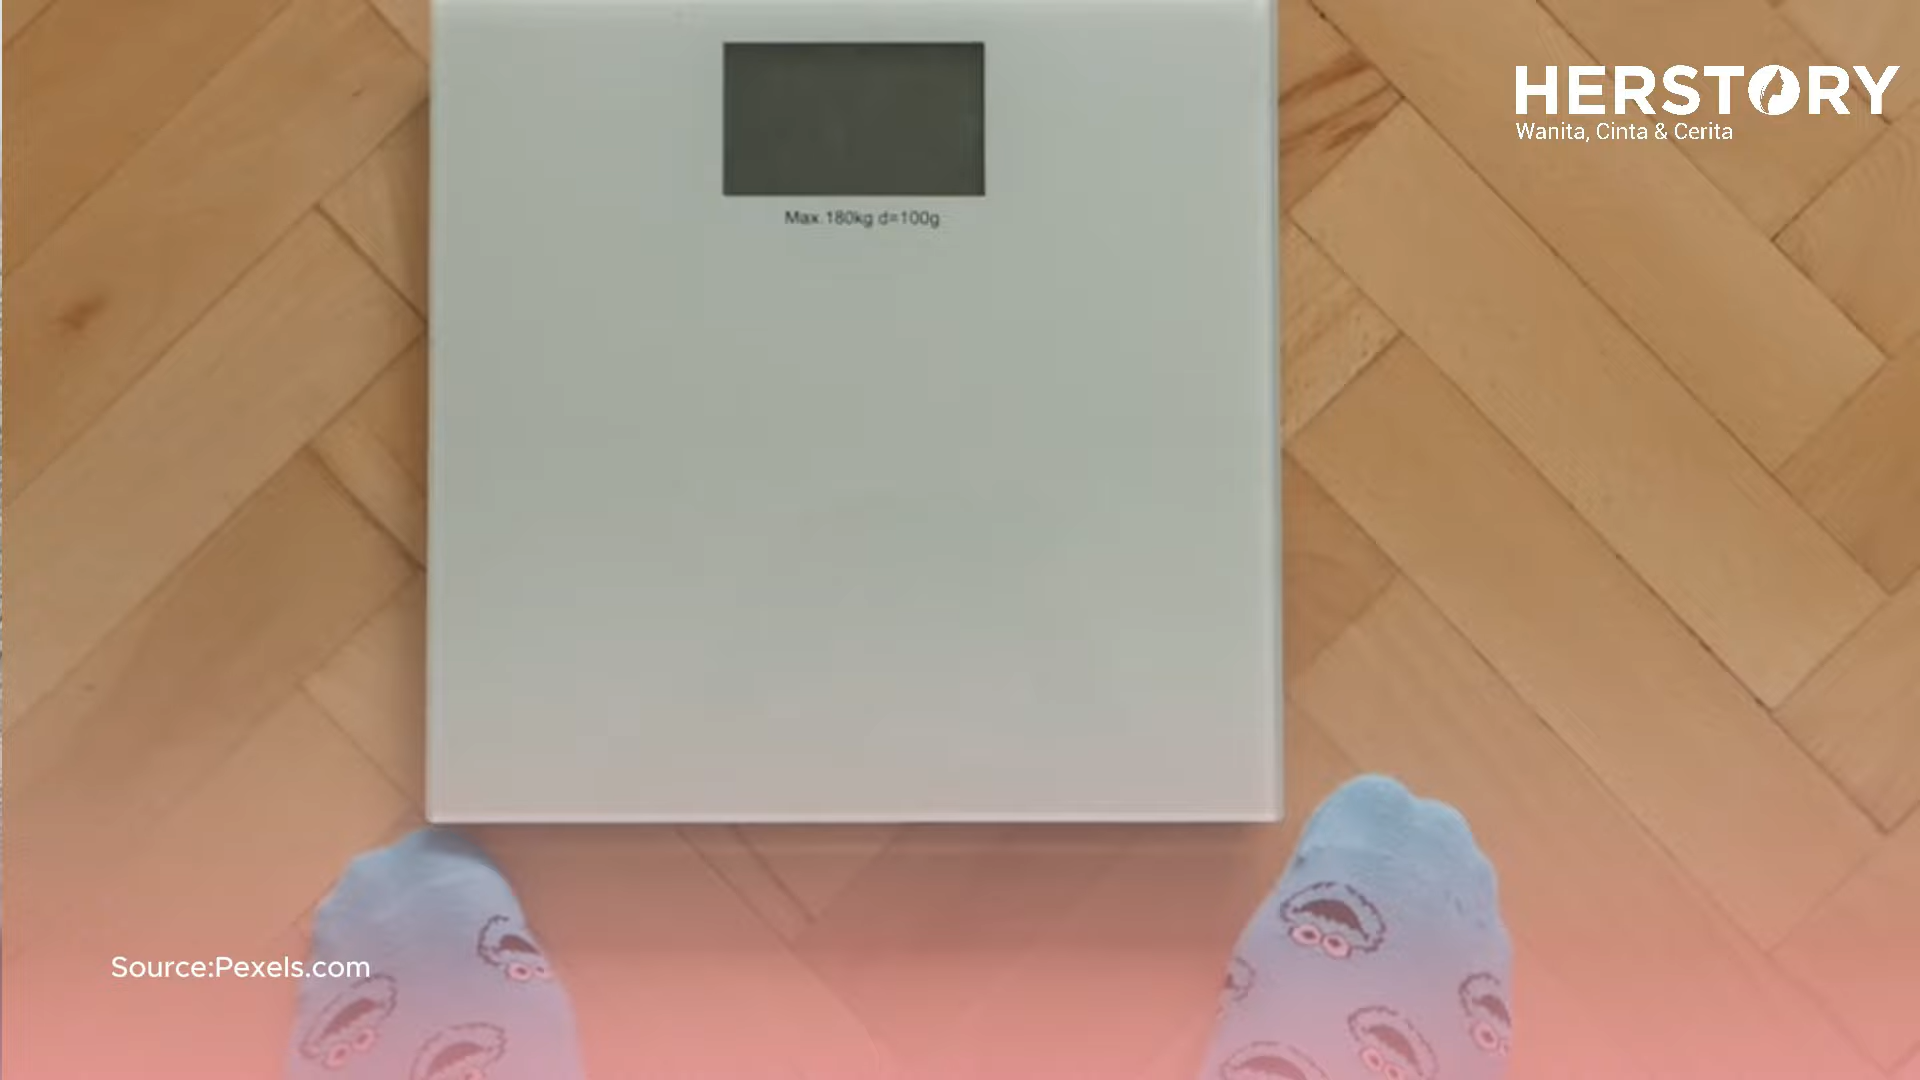 HERSTORY
Wanita, Cinta & Cerita
Max.180kg d=100g
Source:Pexels.com